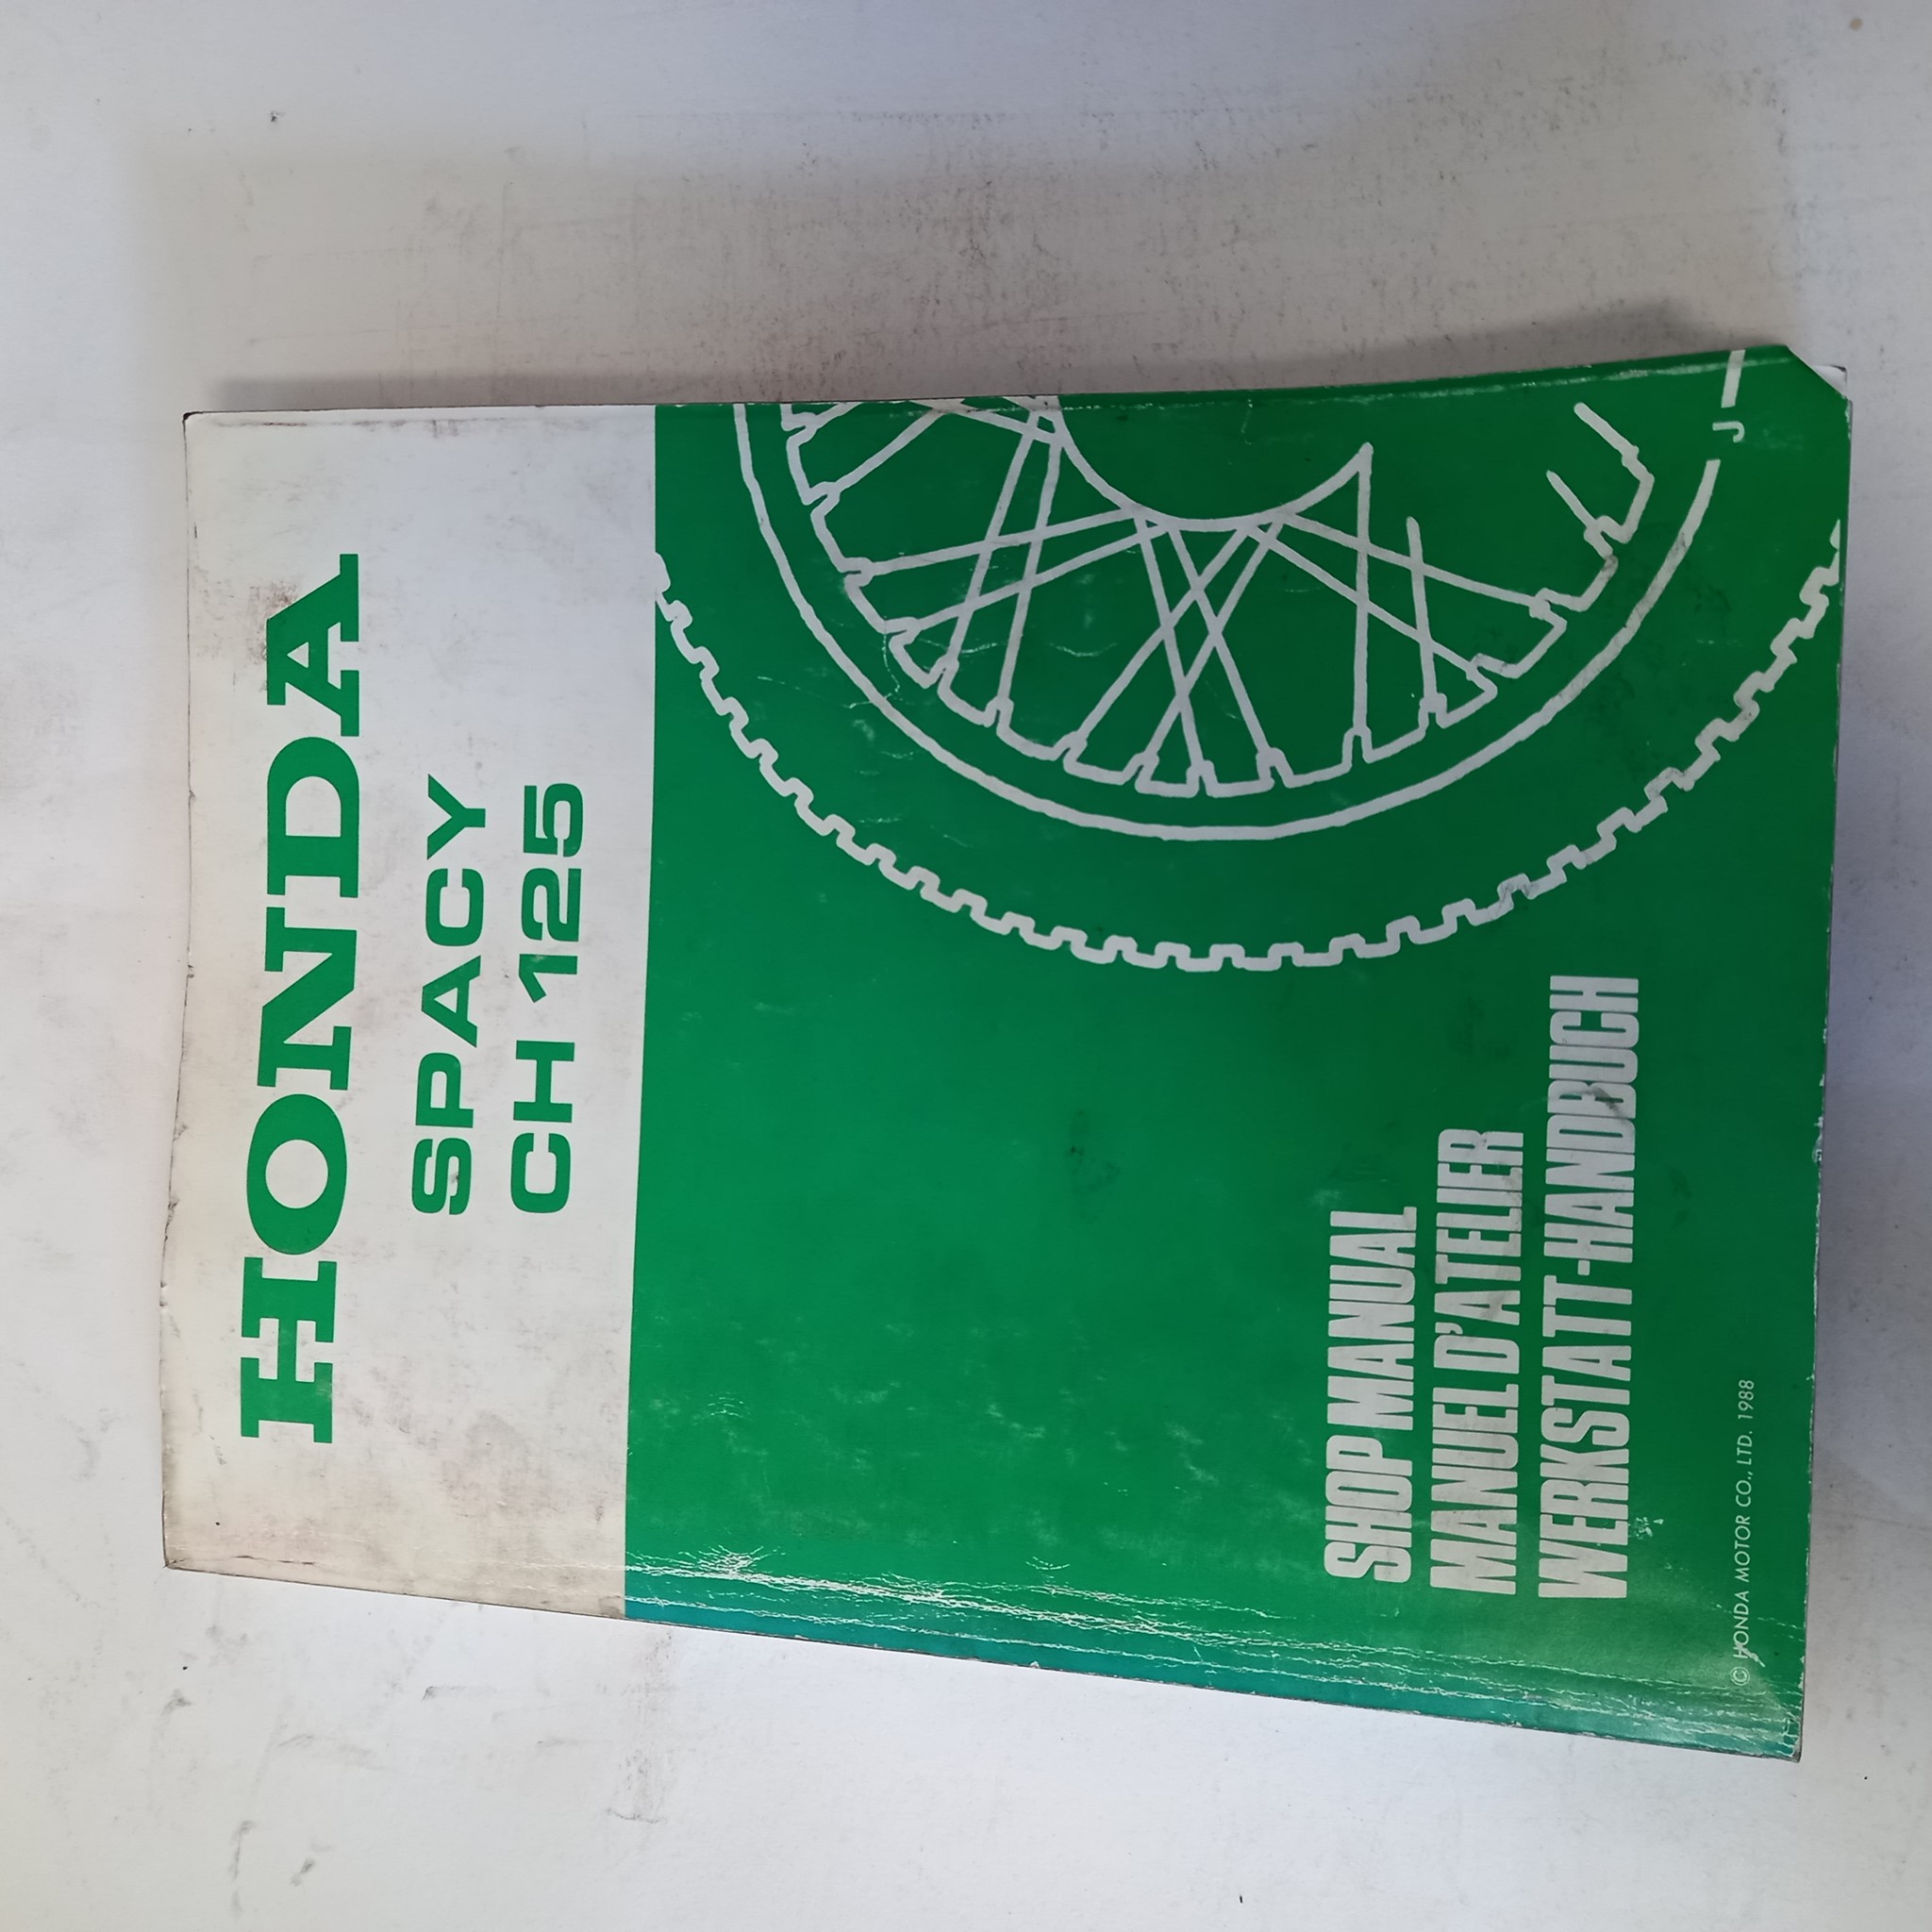 HONDA
SPACY
CH 125
SHOP MANUAL
MANUEL D'ATELIER
WERKSTATT-HANDBUCH
© HONDA MOTOR CO., LTD. 1988